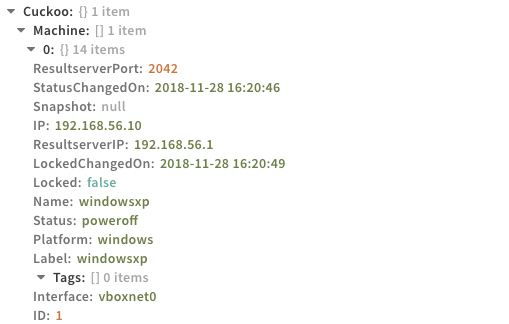 Cuckoo: {} 1 item
Machine: [] 1 item
0: {} 14 items
ResultserverPort: 2042
StatusChangedOn: 2018-11-28 16:20:46
Snapshot: null
IP: 192.168.56.10
ResultserverIP: 192.168.56.1
LockedChangedOn: 2018-11-28 16:20:49
Locked: false
Name: windowsxp
Status: poweroff
Platform: windows
Label: windowsxp
Tags: [] 0 items
Interface: vboxnet0
ID: 1